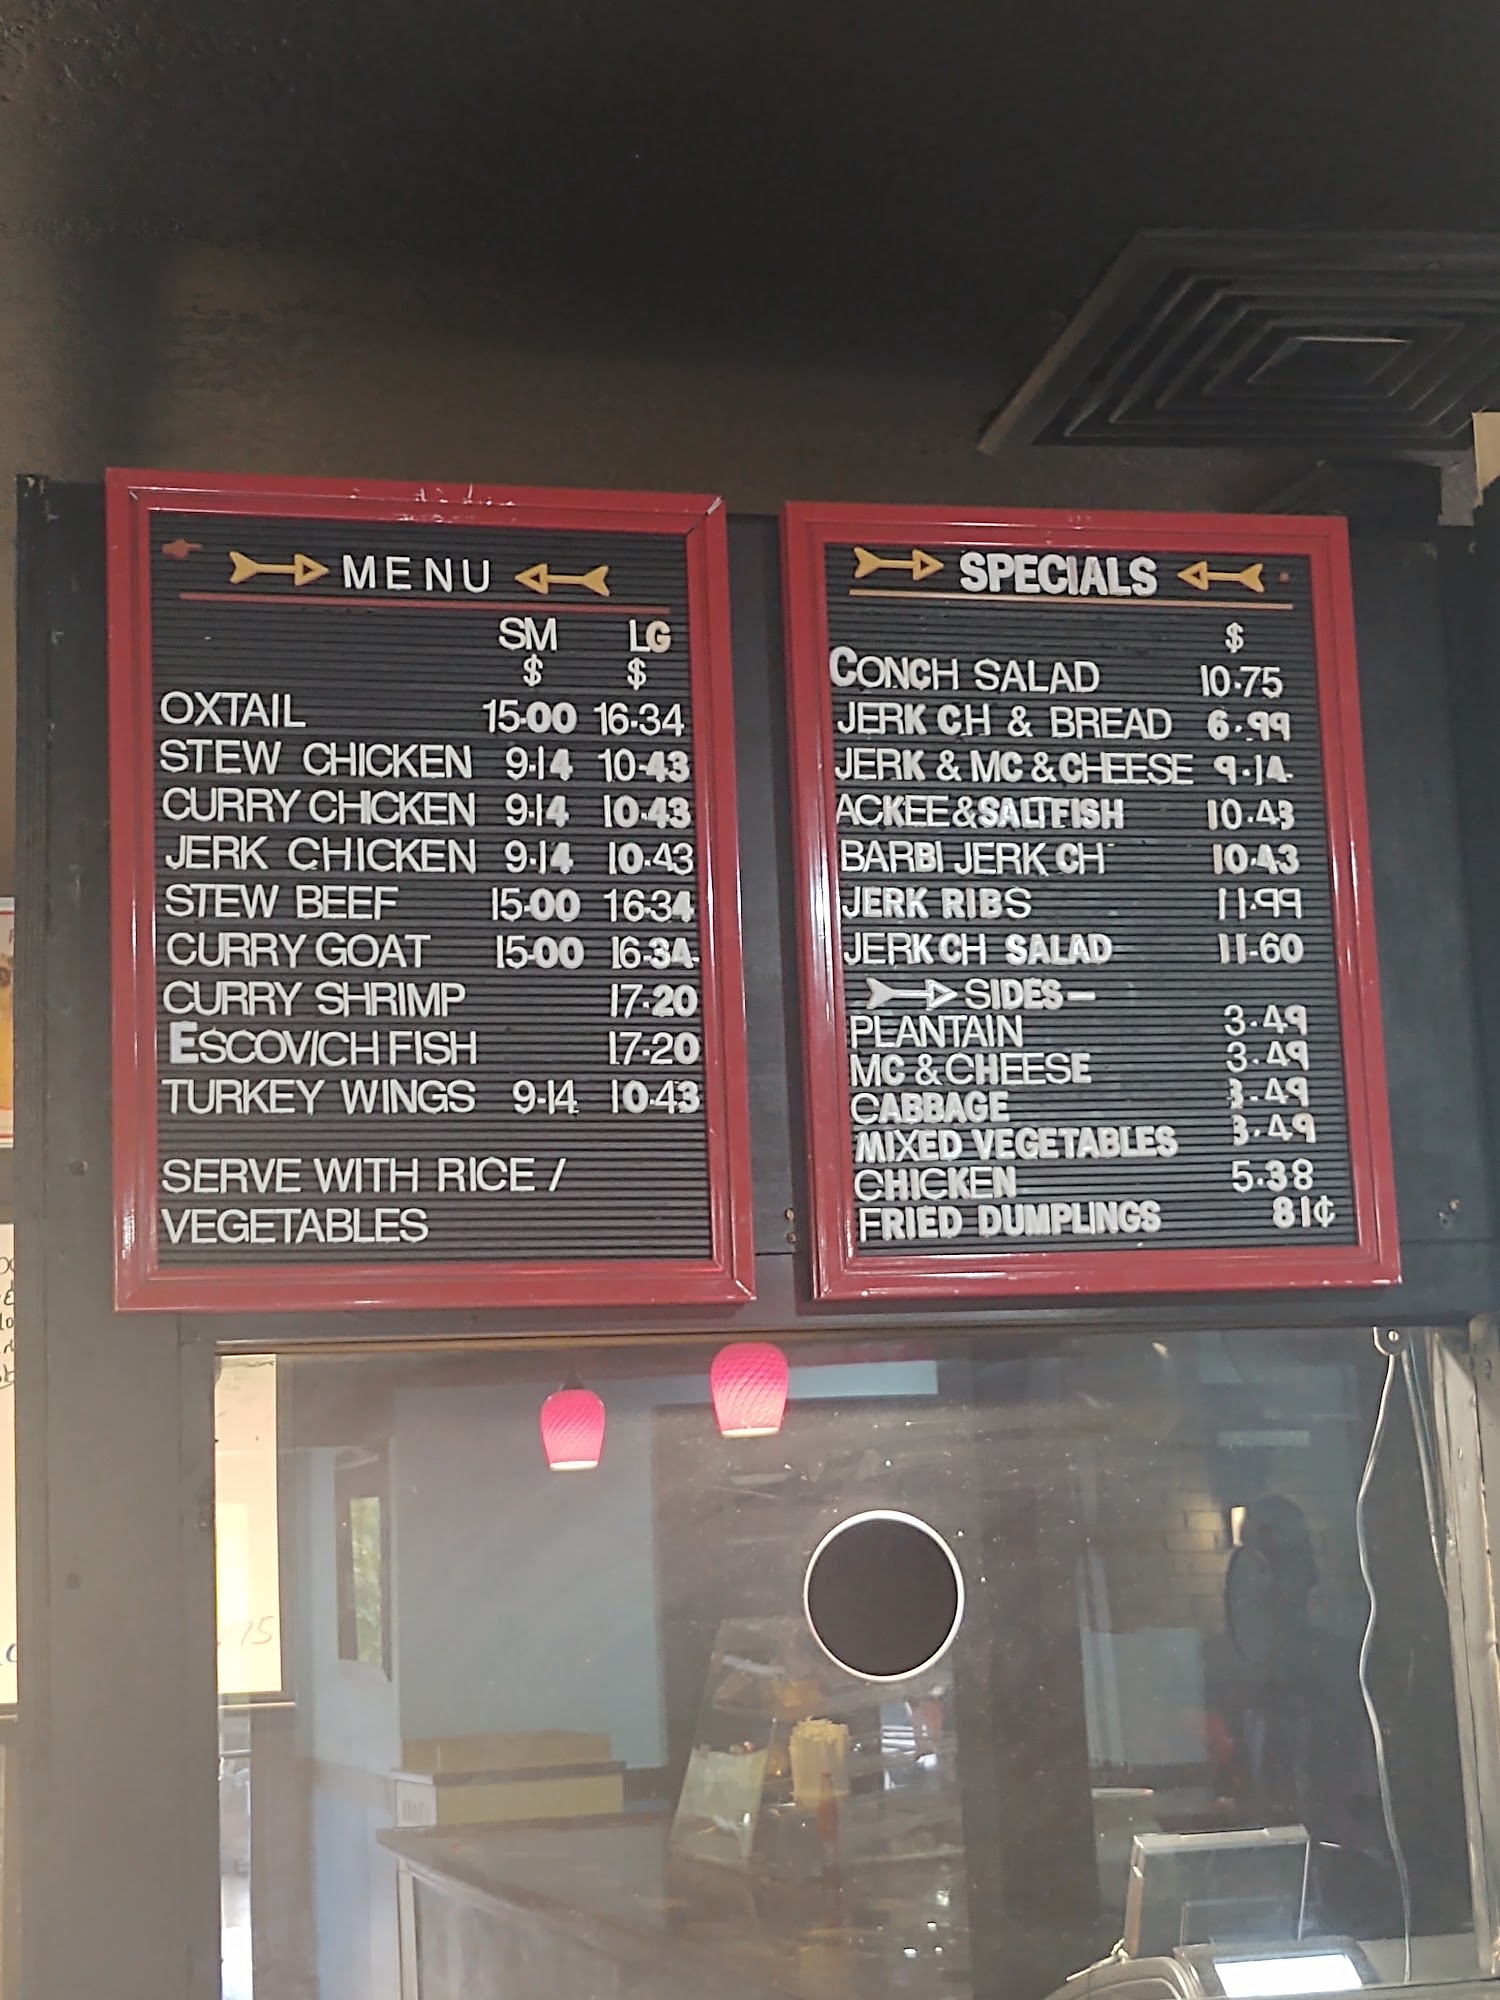 MENU
SM LG
$ $
OXTAIL 15-00 16-34
STEW CHICKEN 9-14 10-43
CURRY CHICKEN 9-14 10-43
JERK CHICKEN 9-14 10-43
STEW BEEF 15-00 16-34
CURRY GOAT 15-00 16-34
CURRY SHRIMP 17-20
ESCOVICH FISH 17-20
TURKEY WINGS 9-14 10-43
SERVE WITH RICE /
VEGETABLES
SPECIALS
$
CONCH SALAD 10-75
JERK CH & BREAD 6-99
JERK & MC & CHEESE 9-14
ACKEE & SALTFISH 10-43
BARBI JERK CH 10-43
JERK RIBS 11-99
JERK CH SALAD 11-60
SIDES —
PLANTAIN 3-49
MC & CHEESE 3-49
CABBAGE 3-49
MIXED VEGETABLES 3-49
CHICKEN 5-38
FRIED DUMPLINGS 81¢